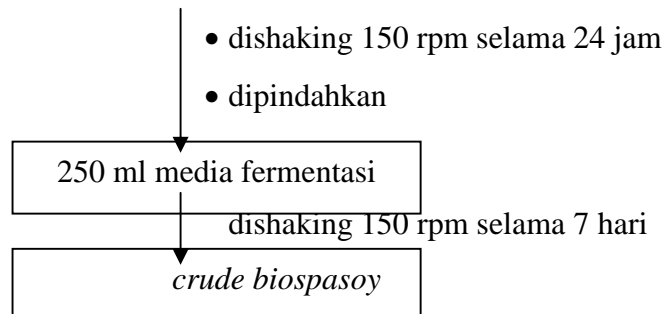 • dishaking 150 rpm selama 24 jam
• dipindahkan
250 ml media fermentasi
dishaking 150 rpm selama 7 hari
crude biospasoy